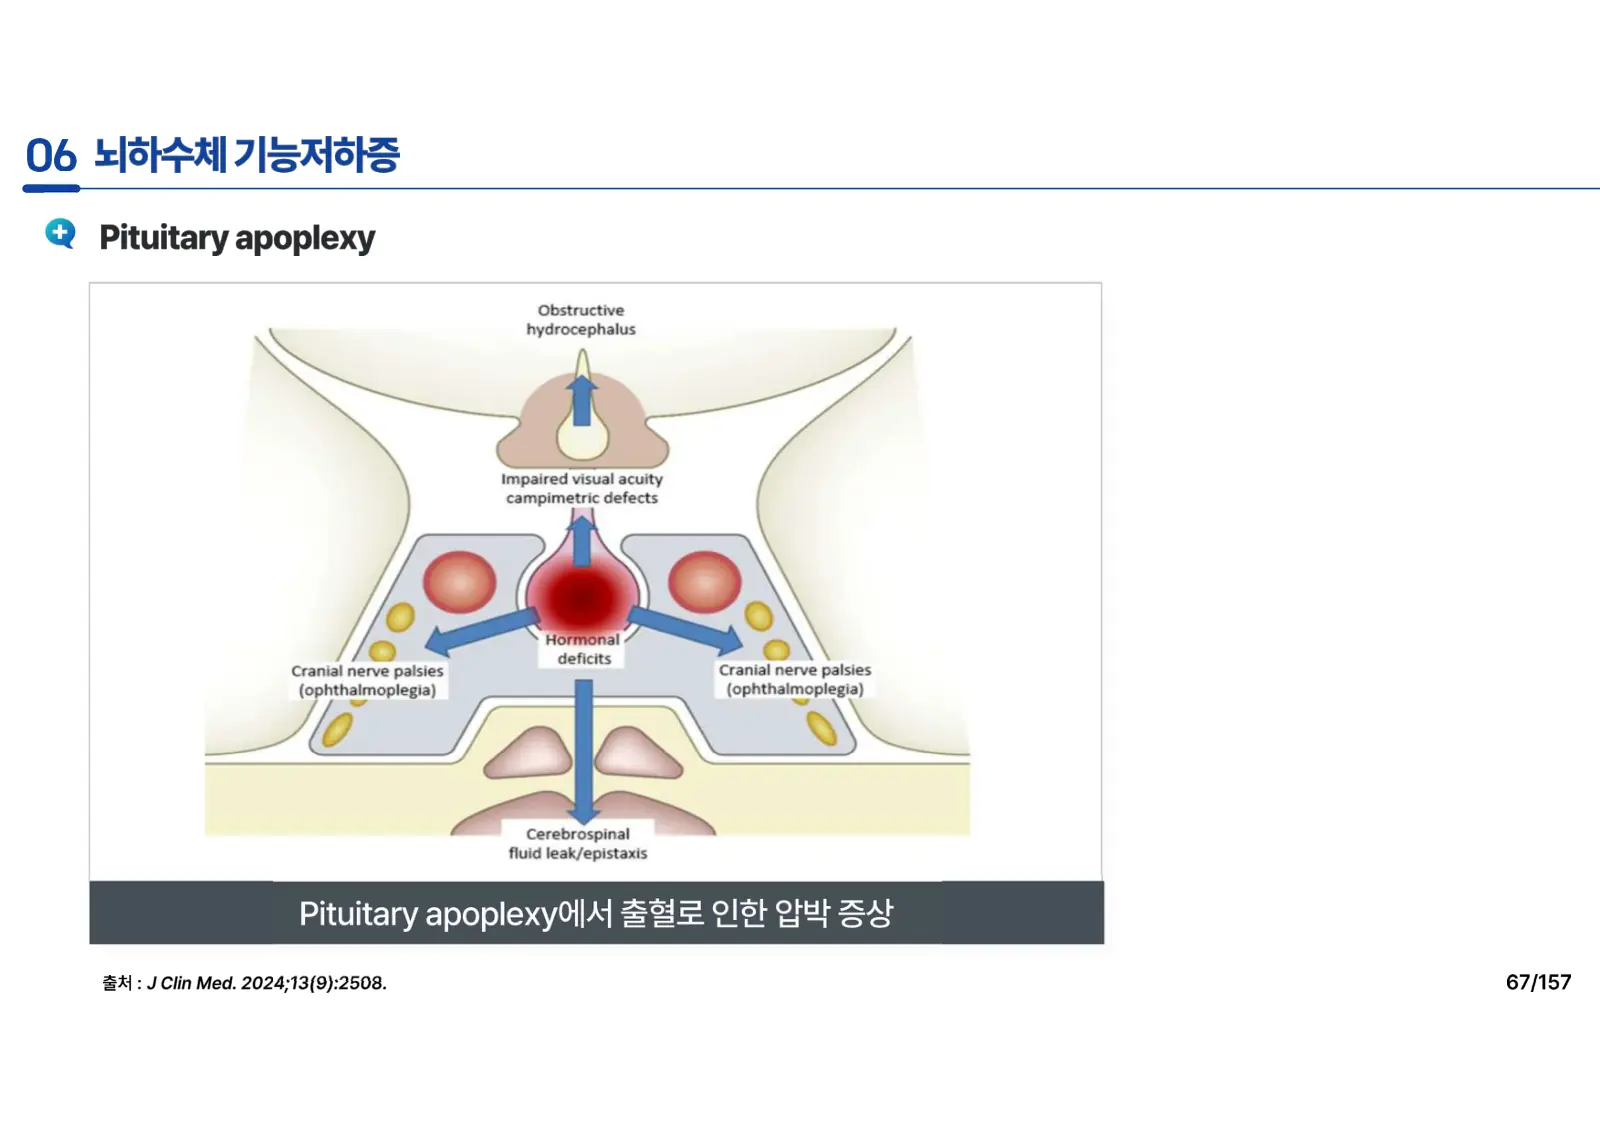 06 뇌하수체 기능저하증
Pituitary apoplexy
Obstructive
hydrocephalus
Impaired visual acuity
campimetric defects
Hormonal
deficits
Cranial nerve palsies
(ophthalmoplegia)
Cranial nerve palsies
(ophthalmoplegia)
Cerebrospinal
fluid leak/epistaxis
Pituitary apoplexy에서 출혈로 인한 압박 증상
출처 : J Clin Med. 2024;13(9):2508.
67/157